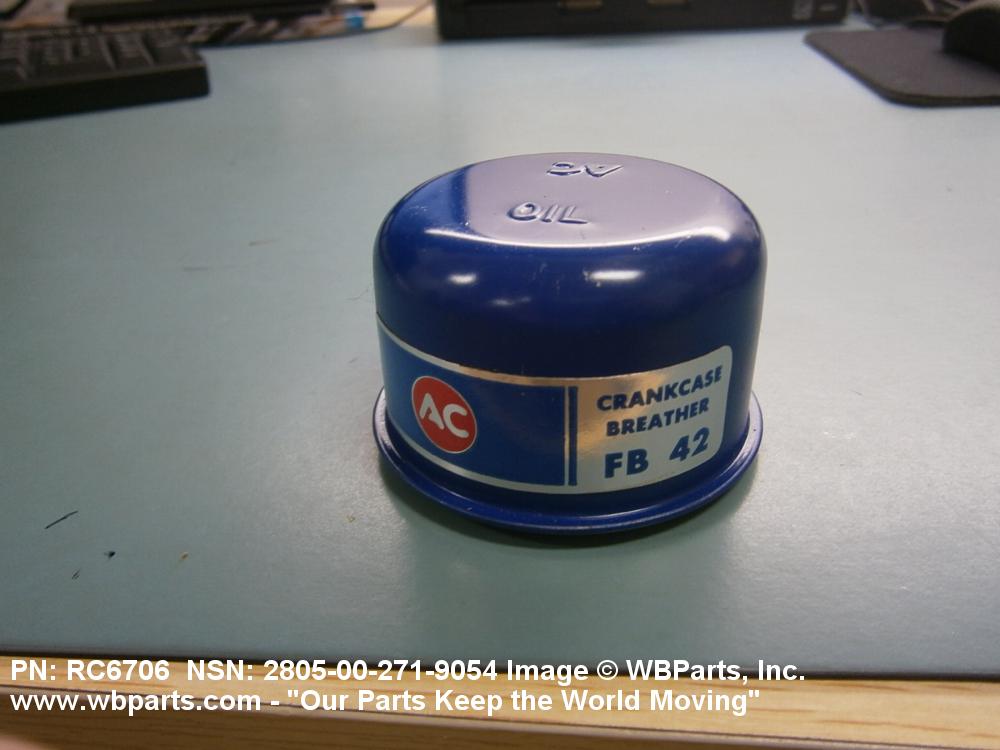 AC
OIL
AC
CRANKCASE
BREATHER
FB 42
PN: RC6706 NSN: 2805-00-271-9054 Image © WBParts, Inc.
www.wbparts.com - "Our Parts Keep the World Moving"